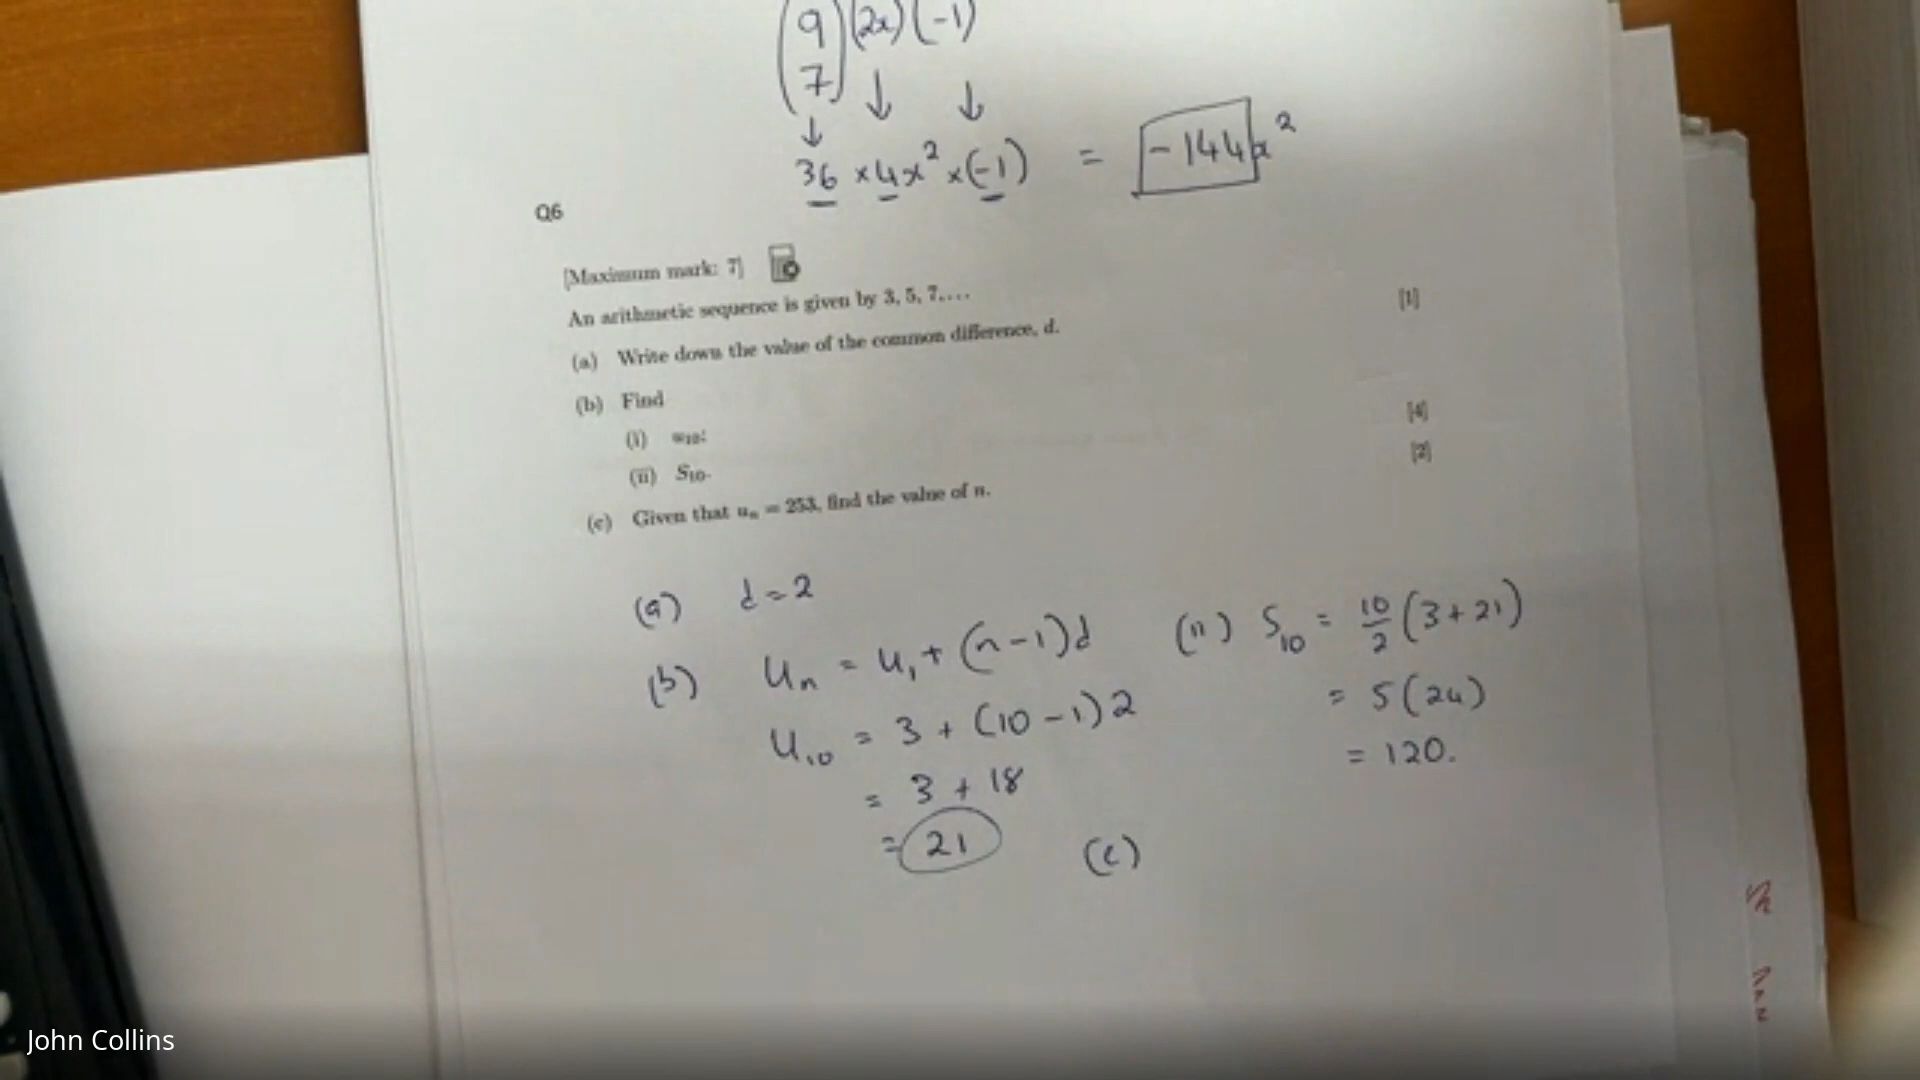 (9 (2x) (-1)
7)
↓ ↓ ↓
36 × 4x² × (-1) = -144x²
Q6
[Maximum mark: 7]
An arithmetic sequence is given by 3, 5, 7,....
(a) Write down the value of the common difference, d. [1]
(b) Find
(i) u₁₀; [4]
(ii) S₁₀.
(c) Given that uₙ = 253, find the value of n. [2]
(a) d = 2
(b) Uₙ = U₁ + (n-1)d
U₁₀ = 3 + (10-1)2
= 3 + 18
= 21
(ii) S₁₀ = 10/2 (3+21)
= 5(24)
= 120.
(c)
John Collins